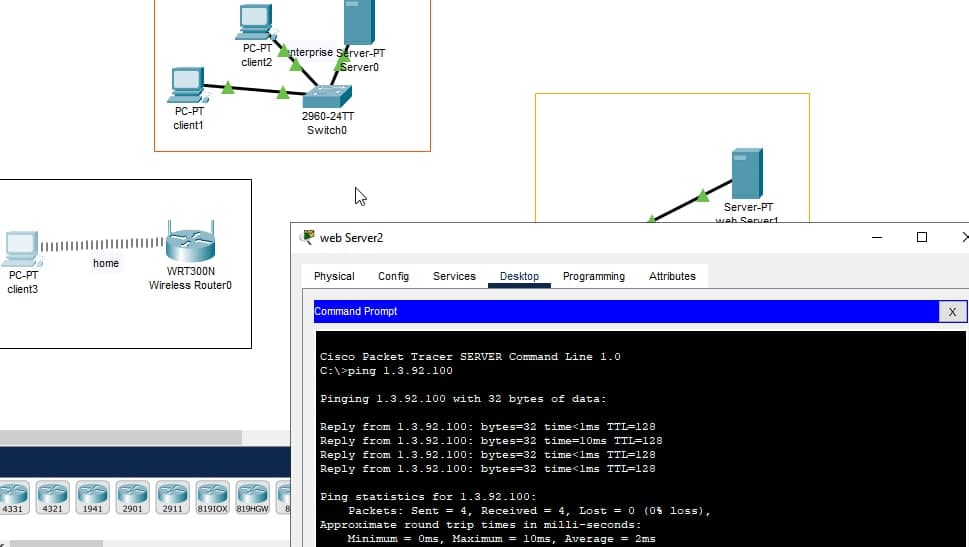 PC-PT
client2
Enterprise
Server-PT
Server0
PC-PT
client1
2960-24TT
Switch0
Server-PT
web Server1
home
PC-PT
client3
WRT300N
Wireless Router0
web Server2
Physical Config Services Desktop Programming Attributes
Command Prompt X
Cisco Packet Tracer SERVER Command Line 1.0
C:\>ping 1.3.92.100
Pinging 1.3.92.100 with 32 bytes of data:
Reply from 1.3.92.100: bytes=32 time<1ms TTL=128
Reply from 1.3.92.100: bytes=32 time=10ms TTL=128
Reply from 1.3.92.100: bytes=32 time<1ms TTL=128
Reply from 1.3.92.100: bytes=32 time<1ms TTL=128
Ping statistics for 1.3.92.100:
Packets: Sent = 4, Received = 4, Lost = 0 (0% loss),
Approximate round trip times in milli-seconds:
Minimum = 0ms, Maximum = 10ms, Average = 2ms
4331 4321 1941 2901 2911 819IOX 819HGW 8